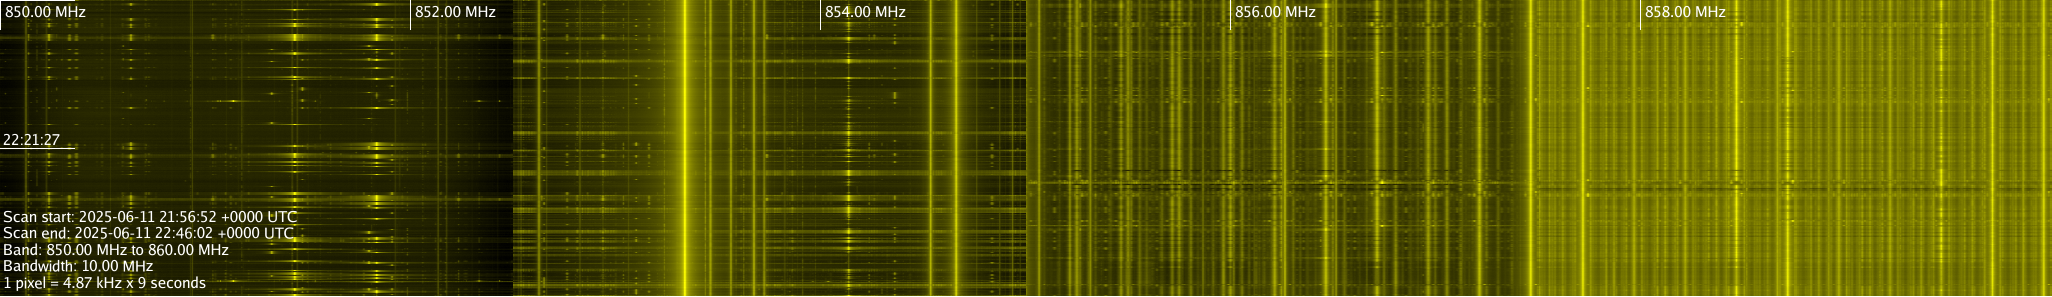 850.00 MHz
852.00 MHz
854.00 MHz
856.00 MHz
858.00 MHz
22:21:27
Scan start: 2025-06-11 21:56:52 +0000 UTC
Scan end: 2025-06-11 22:46:02 +0000 UTC
Band: 850.00 MHz to 860.00 MHz
Bandwidth: 10.00 MHz
1 pixel = 4.87 kHz x 9 seconds